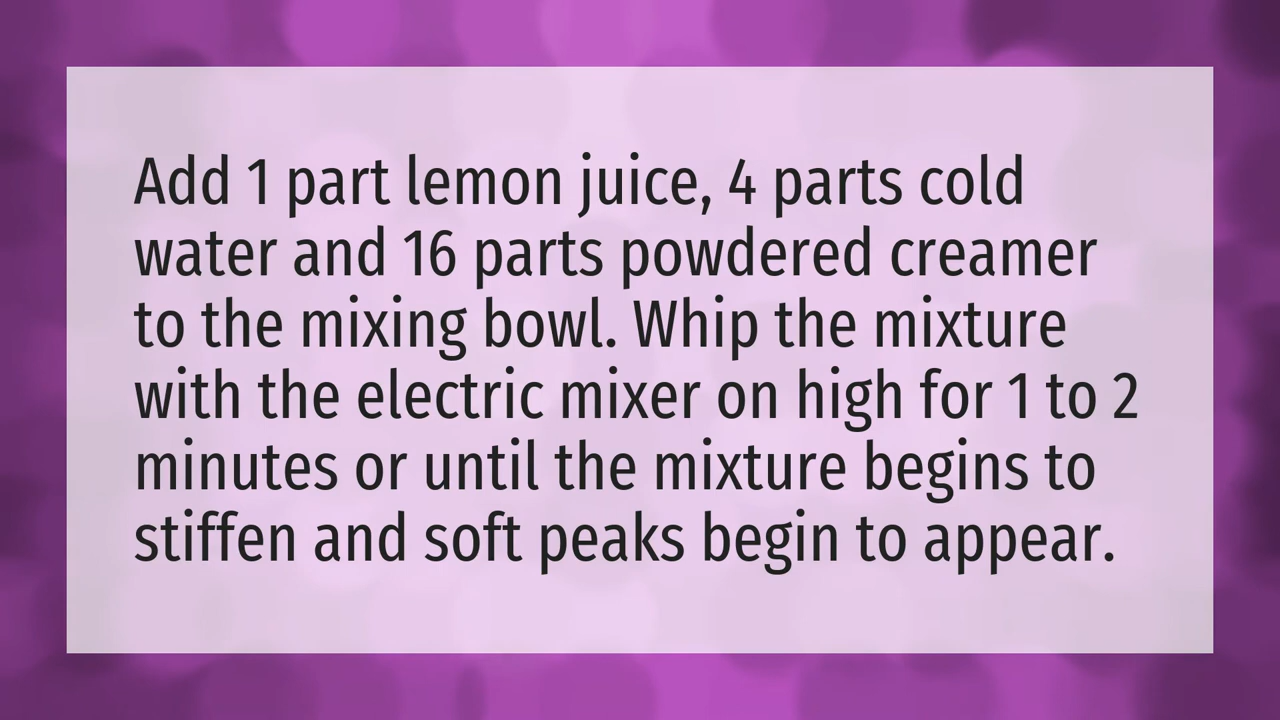 Add 1 part lemon juice, 4 parts cold
water and 16 parts powdered creamer
to the mixing bowl. Whip the mixture
with the electric mixer on high for 1 to 2
minutes or until the mixture begins to
stiffen and soft peaks begin to appear.